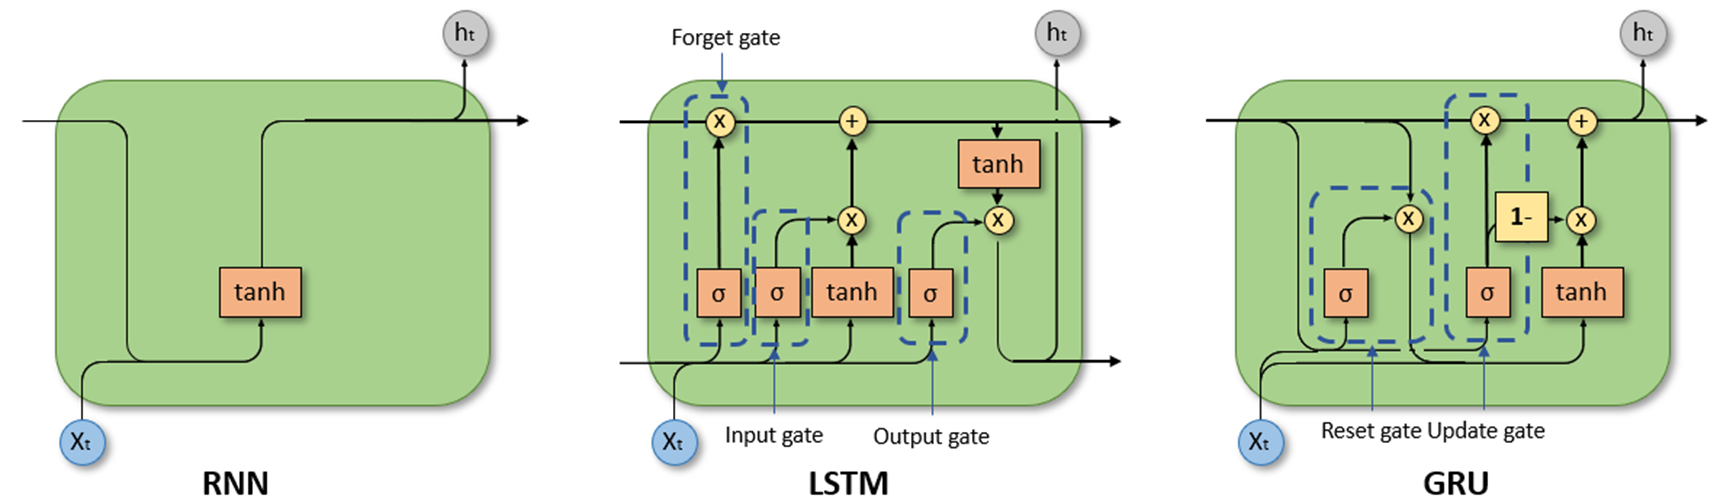 hₜ
tanh
Xₜ
RNN
Forget gate
hₜ
x
+
tanh
x
x
σ
σ
tanh
σ
Xₜ
Input gate
Output gate
LSTM
hₜ
x
+
x
1-
x
σ
σ
tanh
Xₜ
Reset gate
Update gate
GRU